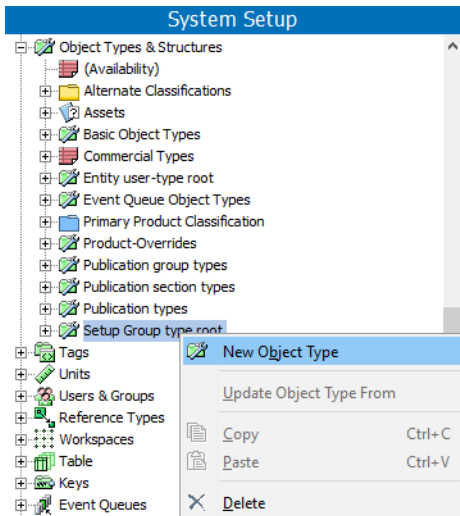 System Setup
Object Types & Structures
(Availability)
Alternate Classifications
Assets
Basic Object Types
Commercial Types
Entity user-type root
Event Queue Object Types
Primary Product Classification
Product-Overrides
Publication group types
Publication section types
Publication types
Setup Group type root
Tags
New Object Type
Units
Users & Groups
Update Object Type From
Reference Types
Workspaces
Copy Ctrl+C
Table
Paste Ctrl+V
Keys
Event Queues
Delete